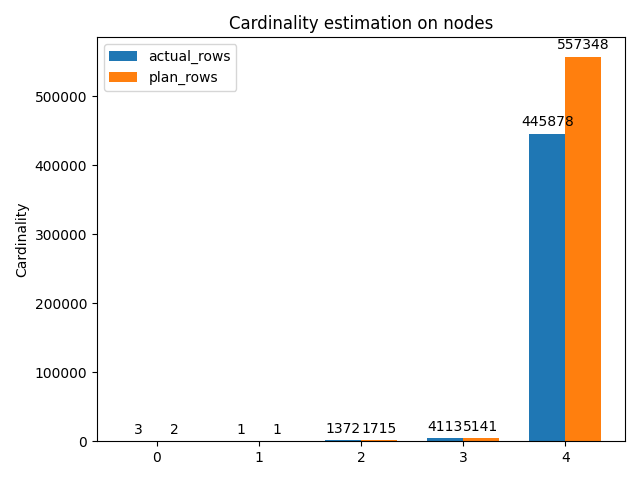 Cardinality estimation on nodes
actual_rows
plan_rows
557348
445878
4113 5141
1372 1715
3 2 1 1
Cardinality
500000
400000
300000
200000
100000
0
0 1 2 3 4